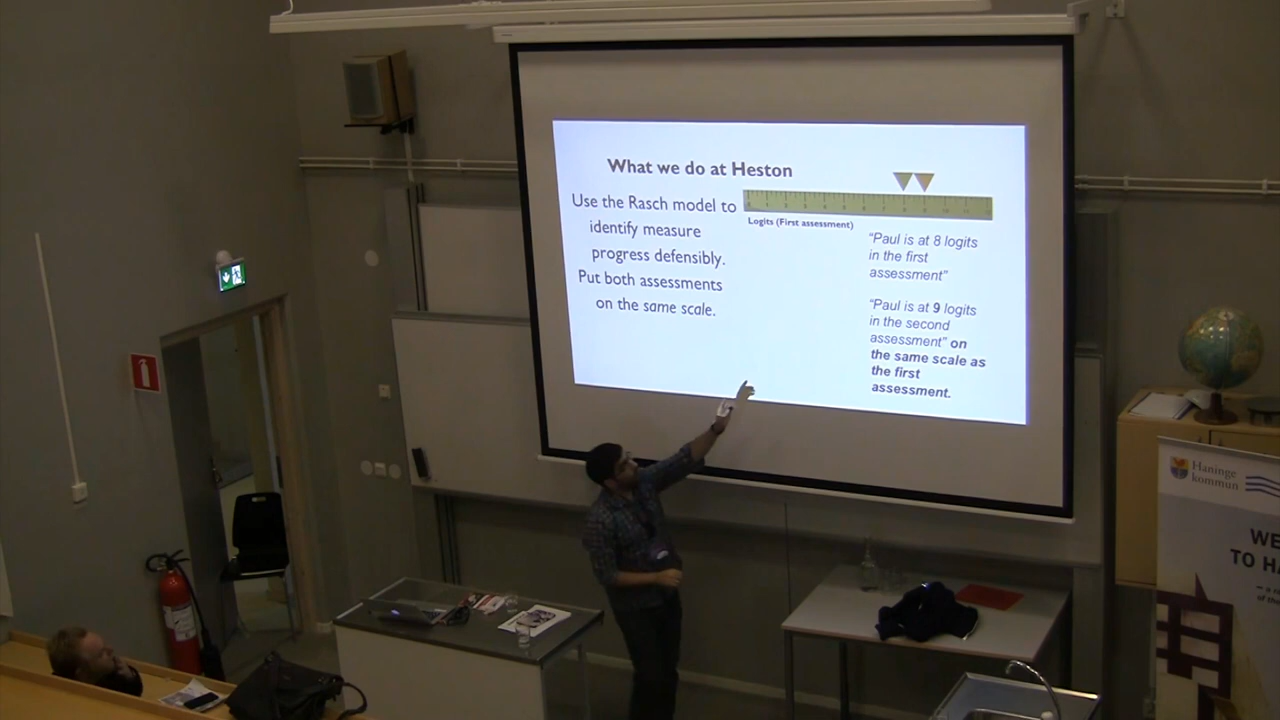 What we do at Heston
Use the Rasch model to
identify measure
progress defensibly.
Put both assessments
on the same scale.
Logits (First assessment)
"Paul is at 8 logits
in the first
assessment"
"Paul is at 9 logits
in the second
assessment" on
the same scale as
the first
assessment.
Haninge
kommun
WE
TO HA